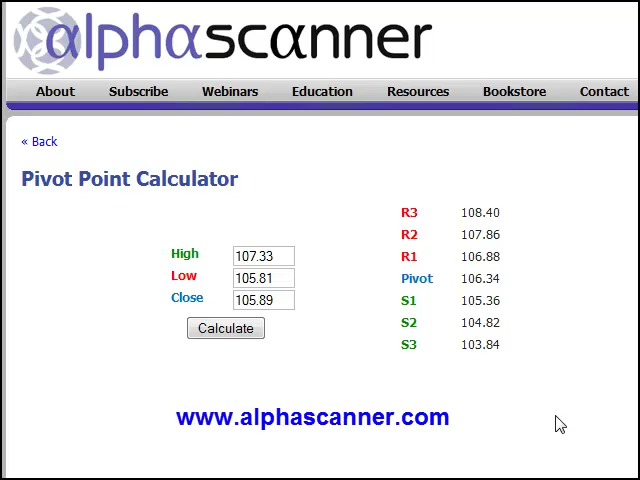 alphascanner
About Subscribe Webinars Education Resources Bookstore Contact
« Back
Pivot Point Calculator
High 107.33
Low 105.81
Close 105.89
Calculate
R3 108.40
R2 107.86
R1 106.88
Pivot 106.34
S1 105.36
S2 104.82
S3 103.84
www.alphascanner.com